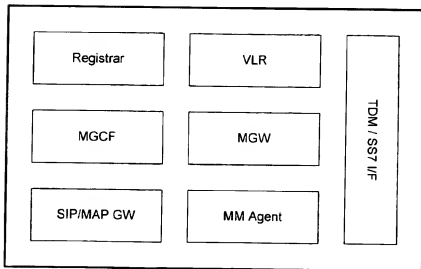 Registrar
VLR
MGCF
MGW
SIP/MAP GW
MM Agent
TDM / SS7 I/F